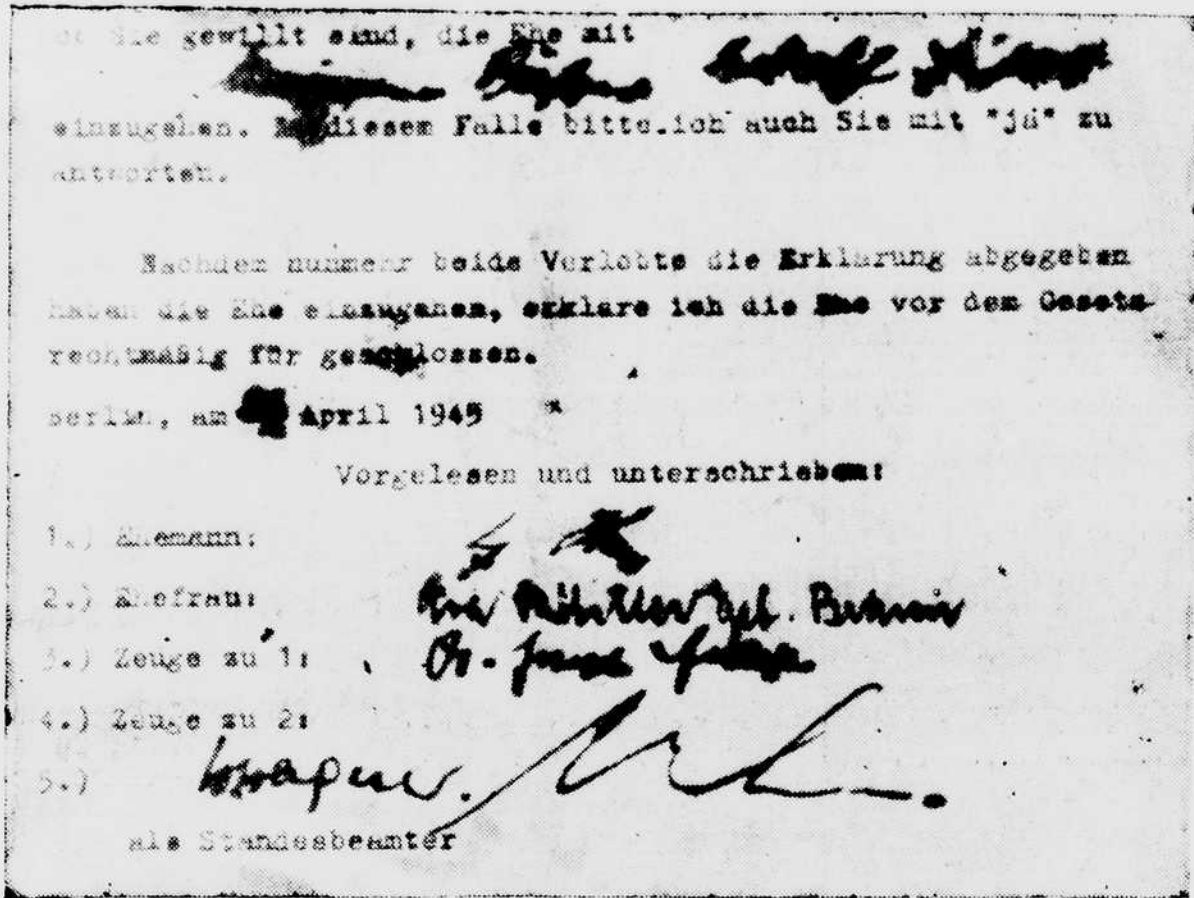 Sie gewillt sind, die Ehe mit
einzugehen. diesem Falle bitte.ich auch Sie mit "ja" zu
antworten.
Nachdem nunmehr beide Verlobte die Erklärung abgegeben
haben die Ehe einzugehen, erkläre ich die Ehe vor dem Gesetz
rechtmäßig für geschlossen.
Berlin, am April 1945
Vorgelesen und unterschrieben:
1.) Ehemann:
2.) Ehefrau: geb. Braun
3.) Zeuge zu 1: Dr.
4.) Zeuge zu 2:
5.) Wagner.
als Standesbeamter